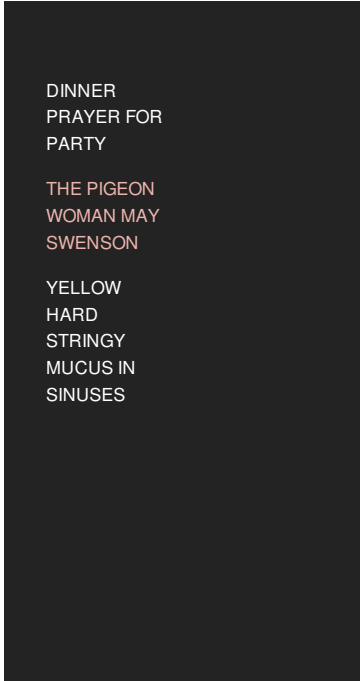 DINNER
PRAYER FOR
PARTY
THE PIGEON
WOMAN MAY
SWENSON
YELLOW
HARD
STRINGY
MUCUS IN
SINUSES